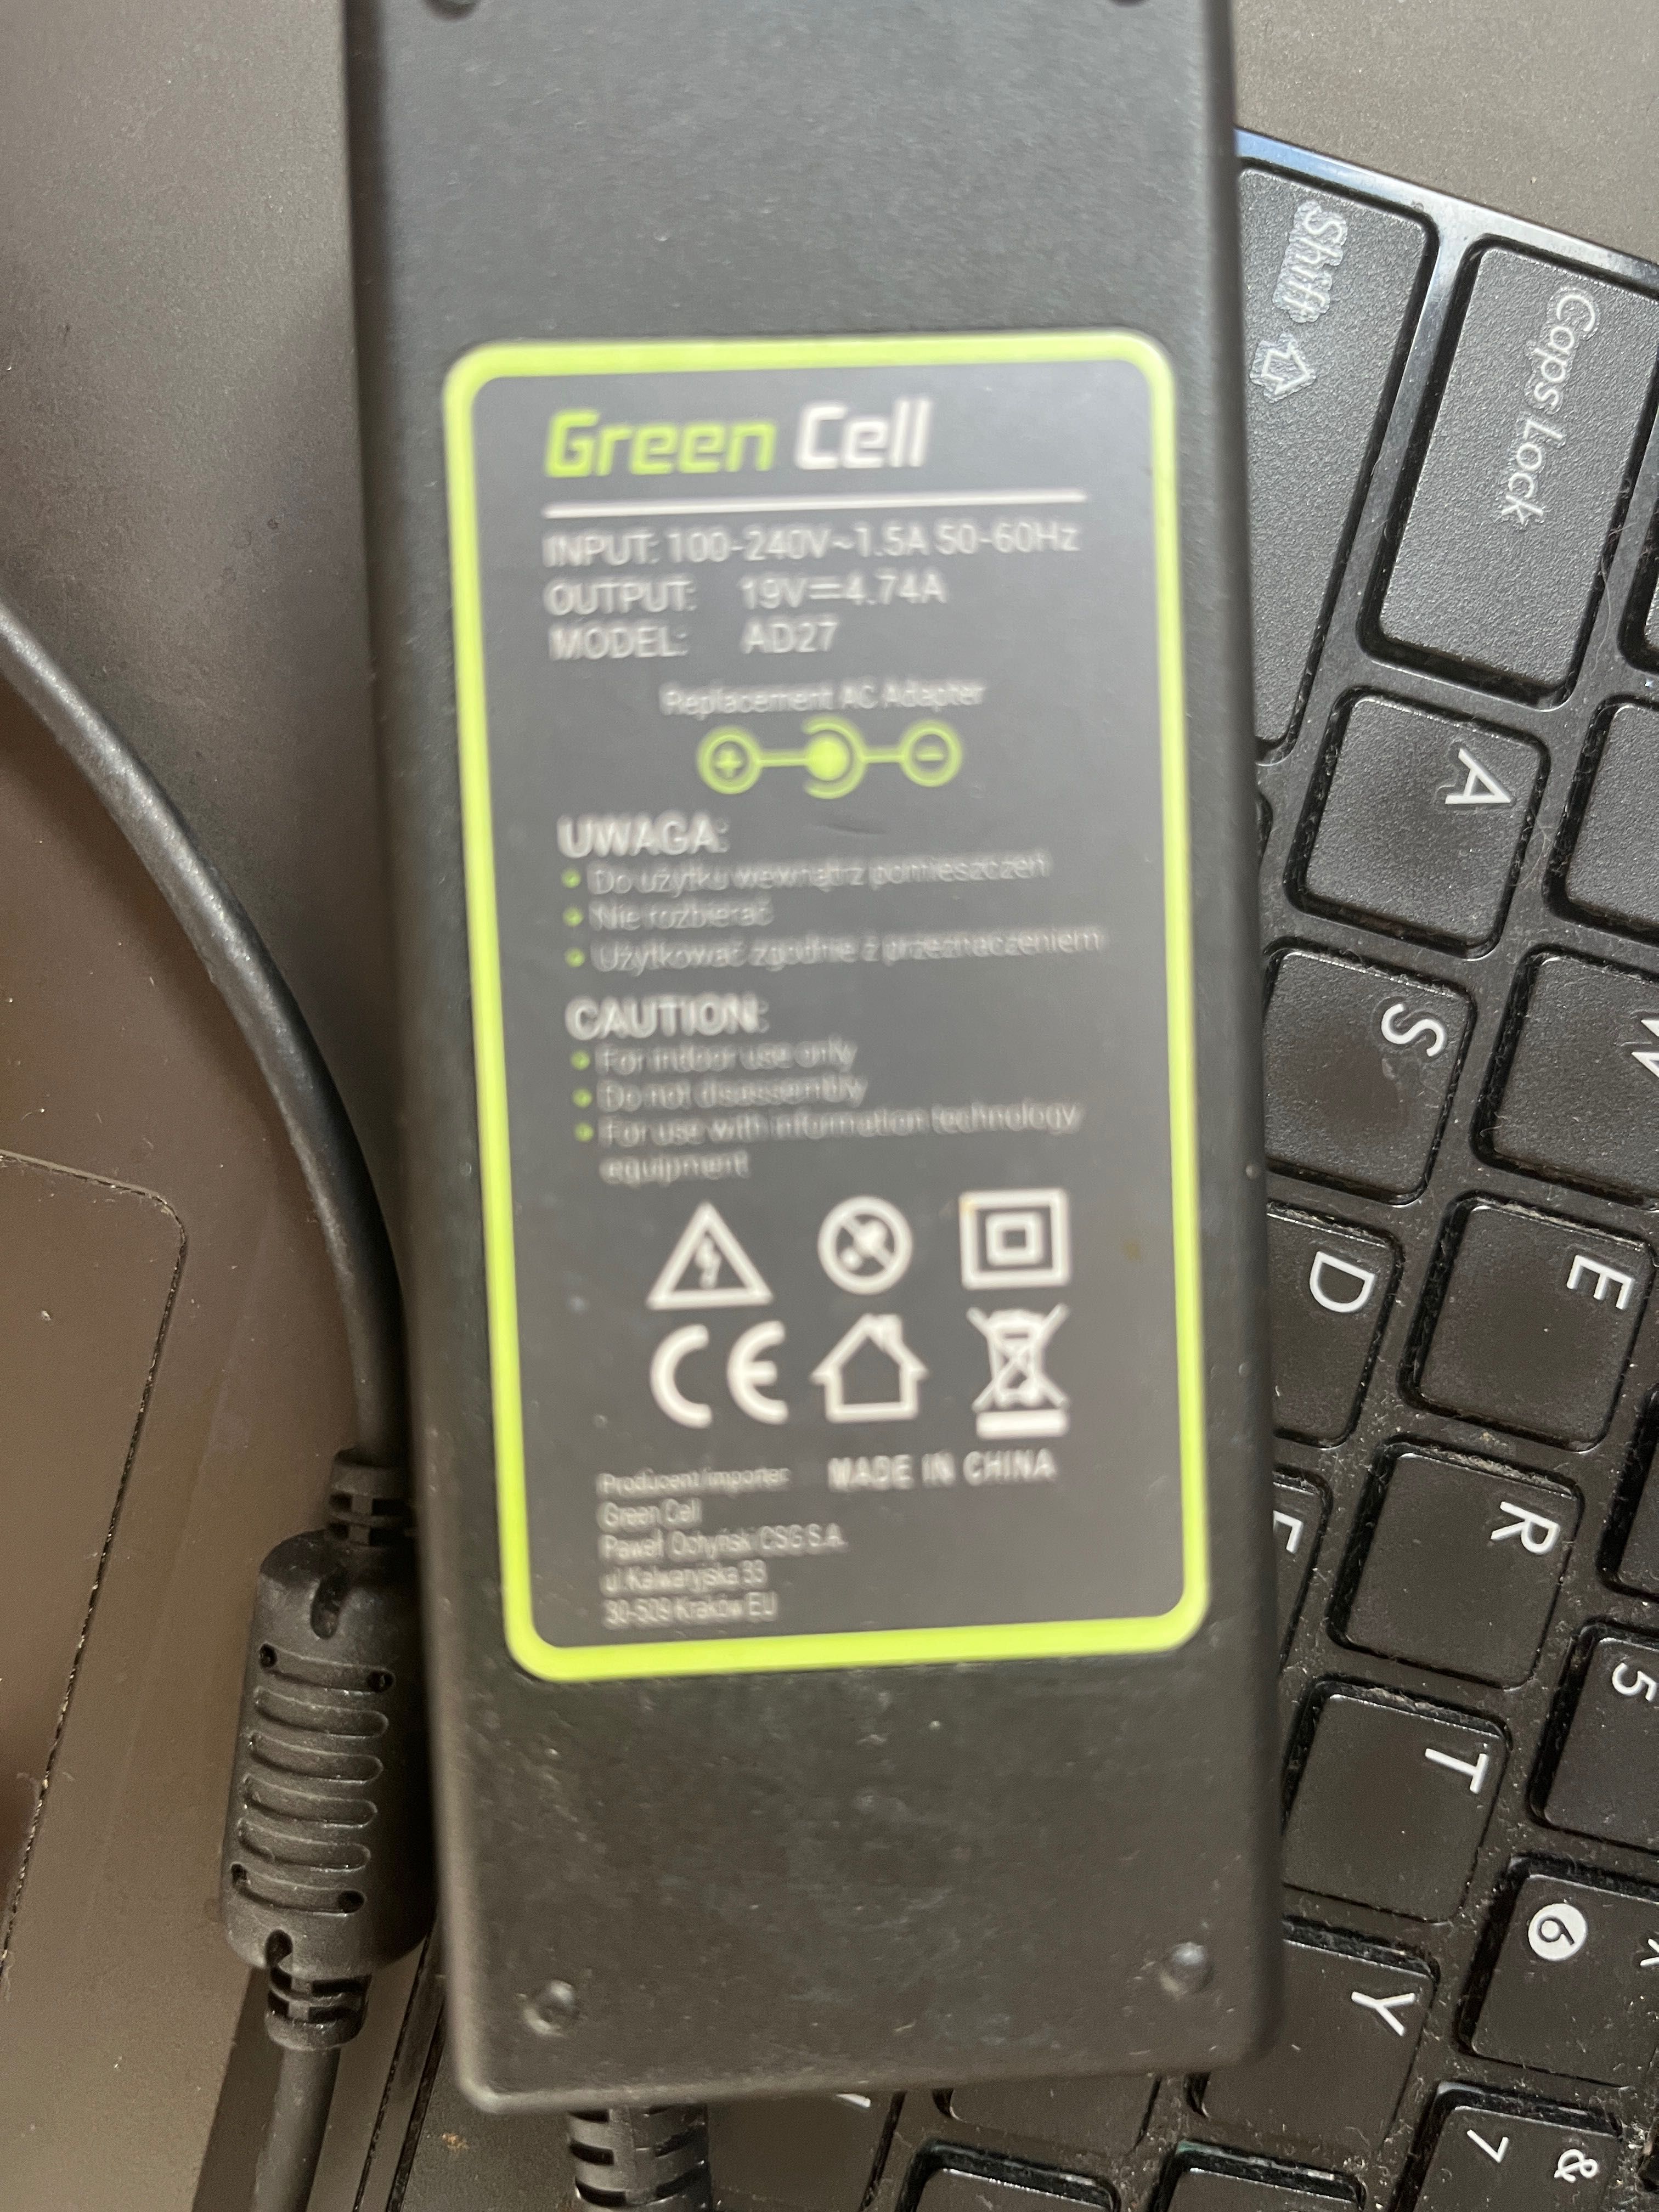 Green Cell
INPUT: 100-240V~1.5A 50-60Hz
OUTPUT: 19V⎓4.74A
MODEL: AD27
Replacement AC Adapter
UWAGA:
• Do użytku wewnątrz pomieszczeń
• Nie rozbierać
• Użytkować zgodnie z przeznaczeniem
CAUTION:
• For indoor use only
• Do not disassembly
• For use with information technology
equipment
CE
MADE IN CHINA
Producent/Importer:
Green Cell
Paweł Ochyński CSG S.A.
ul. Kalwaryjska 33
30-509 Kraków EU
Shift
Caps Lock
A
S
W
D
E
F
R
5
T
6
Y
&
7